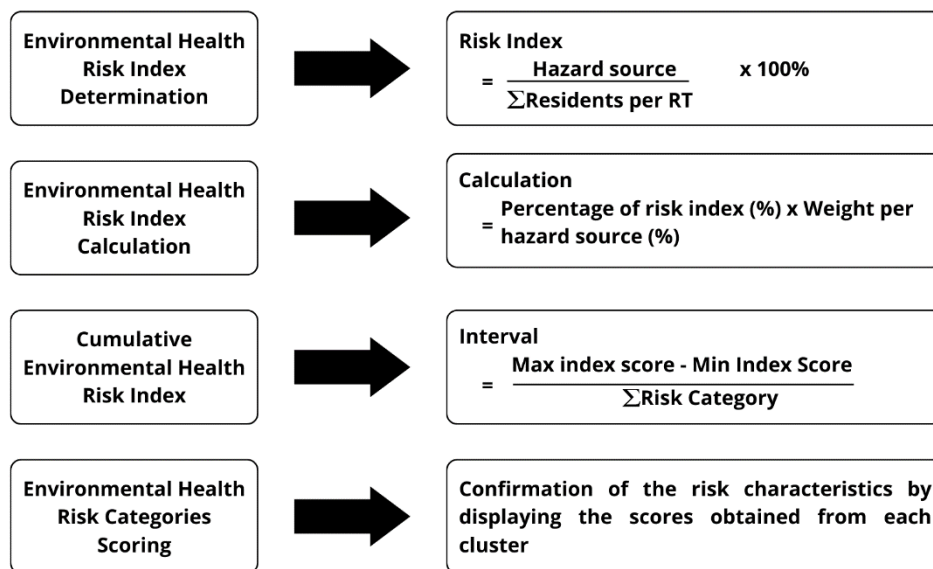 Environmental Health
Risk Index
Determination
Risk Index
= Hazard source x 100%
ΣResidents per RT
Environmental Health
Risk Index
Calculation
Calculation
Percentage of risk index (%) x Weight per
= hazard source (%)
Cumulative
Environmental Health
Risk Index
Interval
= Max index score - Min Index Score
ΣRisk Category
Environmental Health
Risk Categories
Scoring
Confirmation of the risk characteristics by
displaying the scores obtained from each
cluster